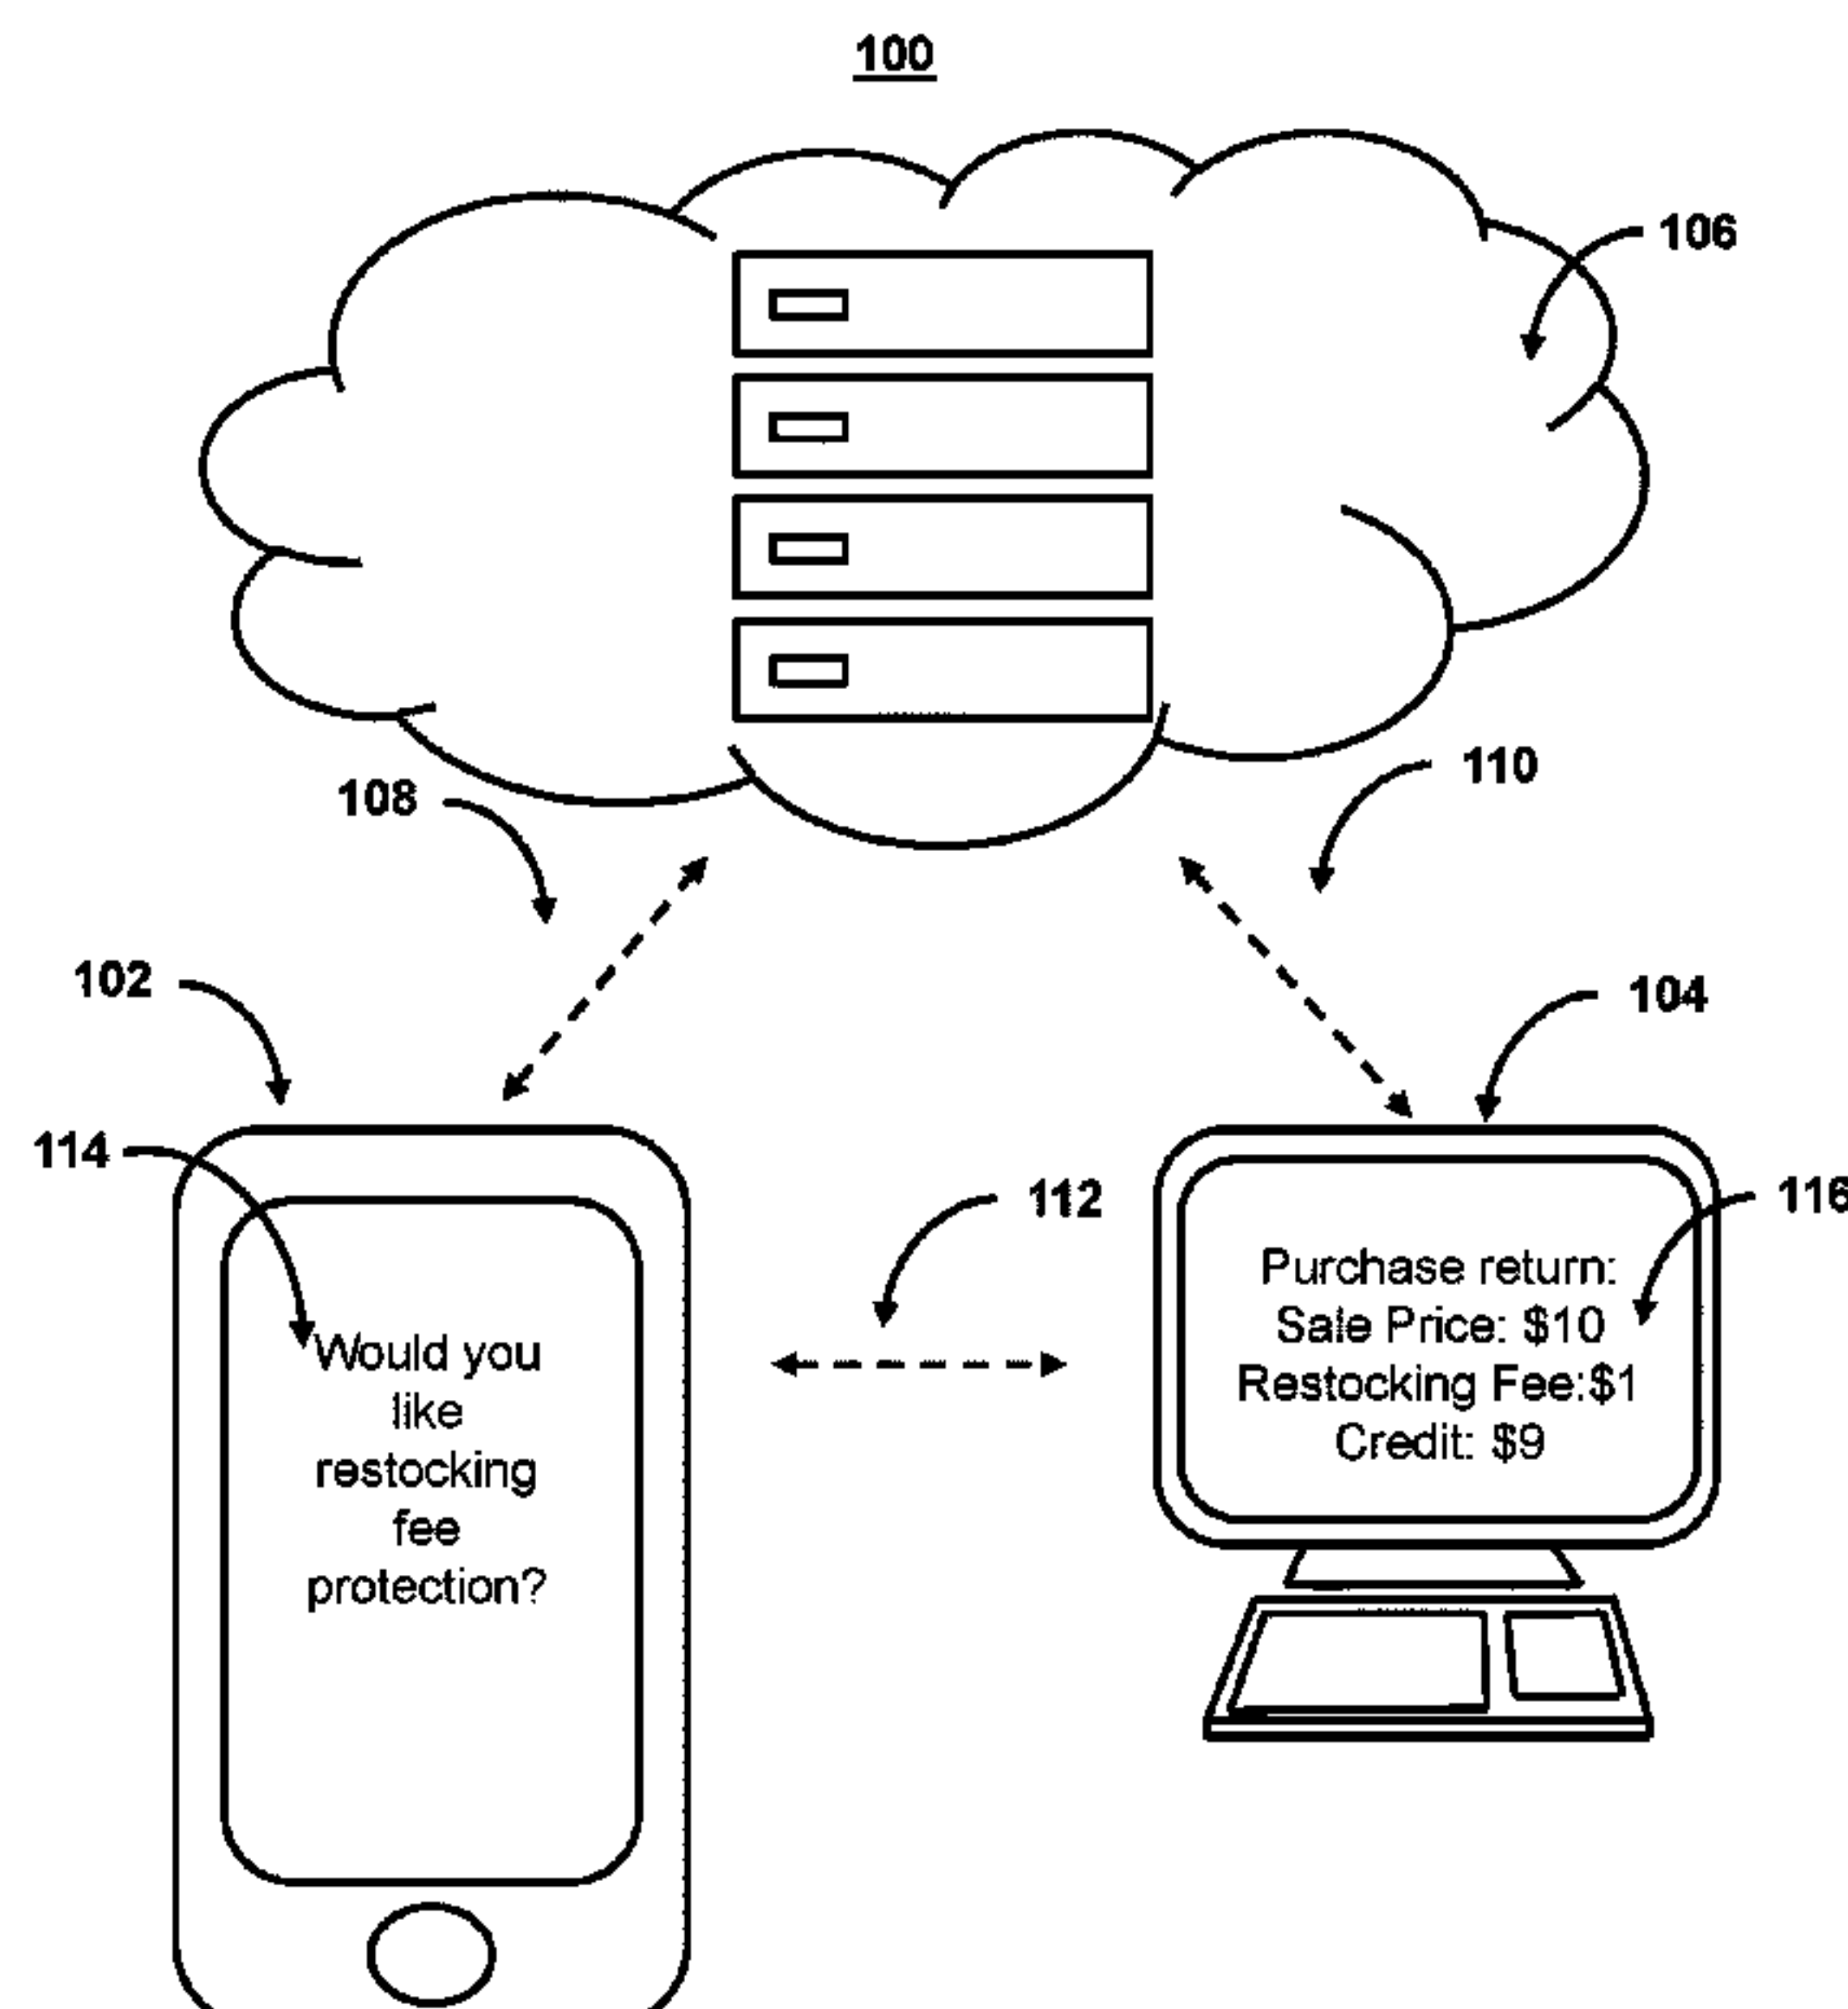 100
106
108
110
102
104
114
112
116
Would you
like
restocking
fee
protection?
Purchase return:
Sale Price: $10
Restocking Fee:$1
Credit: $9